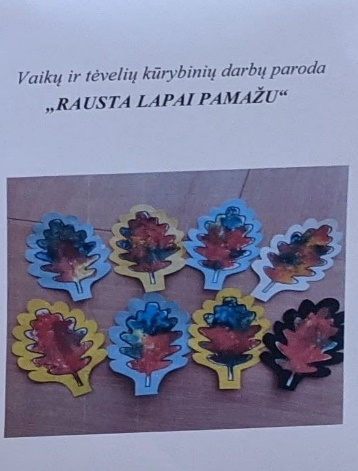 Vaikų ir tėvelių kūrybinių darbų paroda
„RAUSTA LAPAI PAMAŽU“